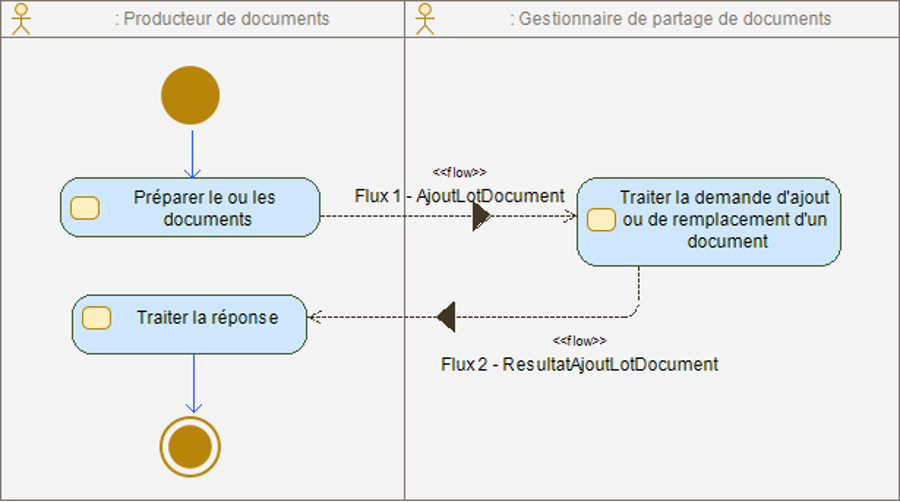 : Producteur de documents
: Gestionnaire de partage de documents
<<flow>>
Flux 1 - AjoutLotDocument
Préparer le ou les
documents
Traiter la demande d'ajout
ou de remplacement d'un
document
Traiter la réponse
<<flow>>
Flux 2 - ResultatAjoutLotDocument